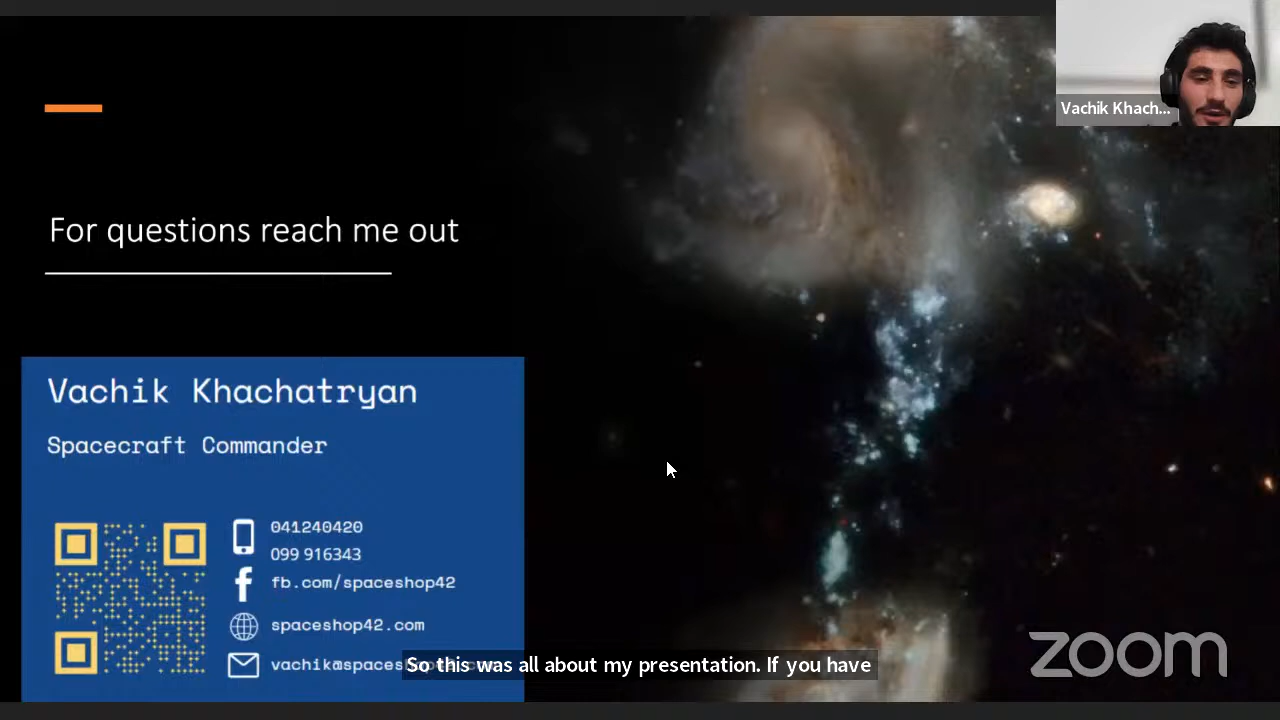 Vachik Khach...
For questions reach me out
Vachik Khachatryan
Spacecraft Commander
041240420
099 916343
fb.com/spaceshop42
spaceshop42.com
So this was all about my presentation. If you have
zoom